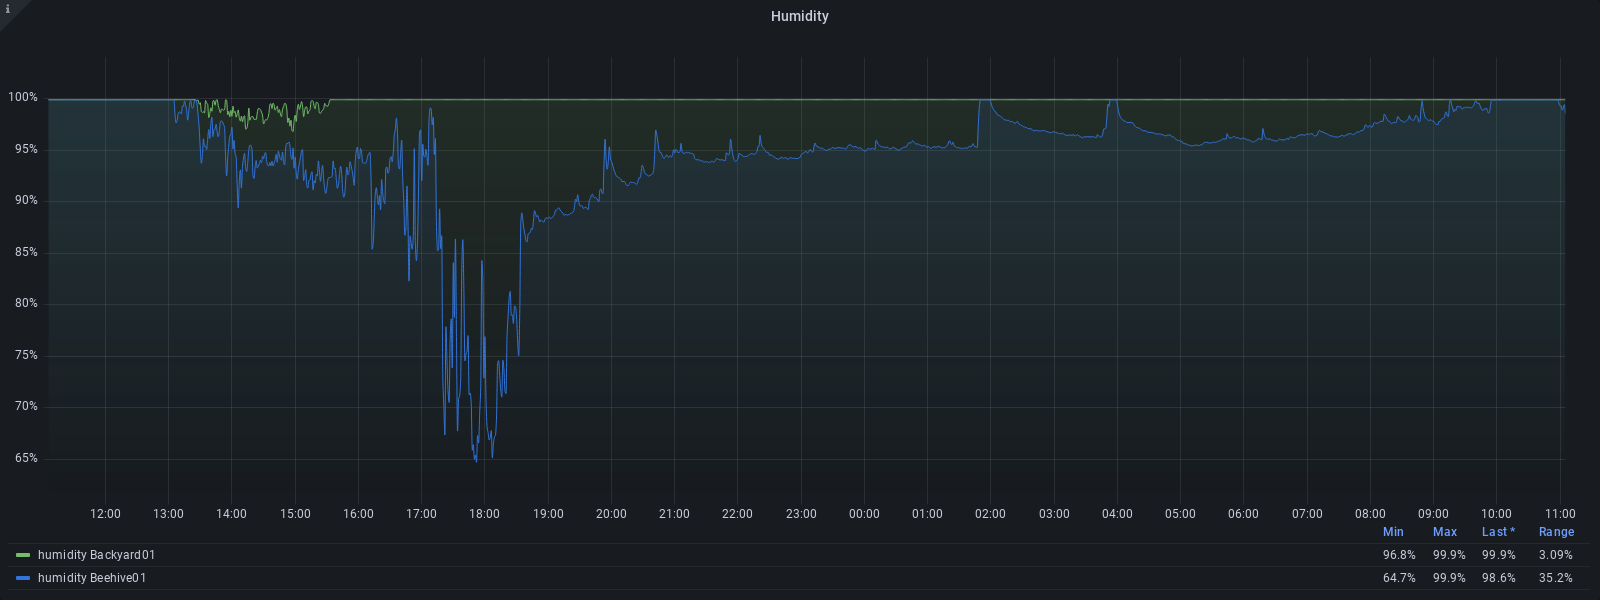 i
Humidity
100%
95%
90%
85%
80%
75%
70%
65%
12:00 13:00 14:00 15:00 16:00 17:00 18:00 19:00 20:00 21:00 22:00 23:00 00:00 01:00 02:00 03:00 04:00 05:00 06:00 07:00 08:00 09:00 10:00 11:00
Min Max Last * Range
humidity Backyard01 96.8% 99.9% 99.9% 3.09%
humidity Beehive01 64.7% 99.9% 98.6% 35.2%